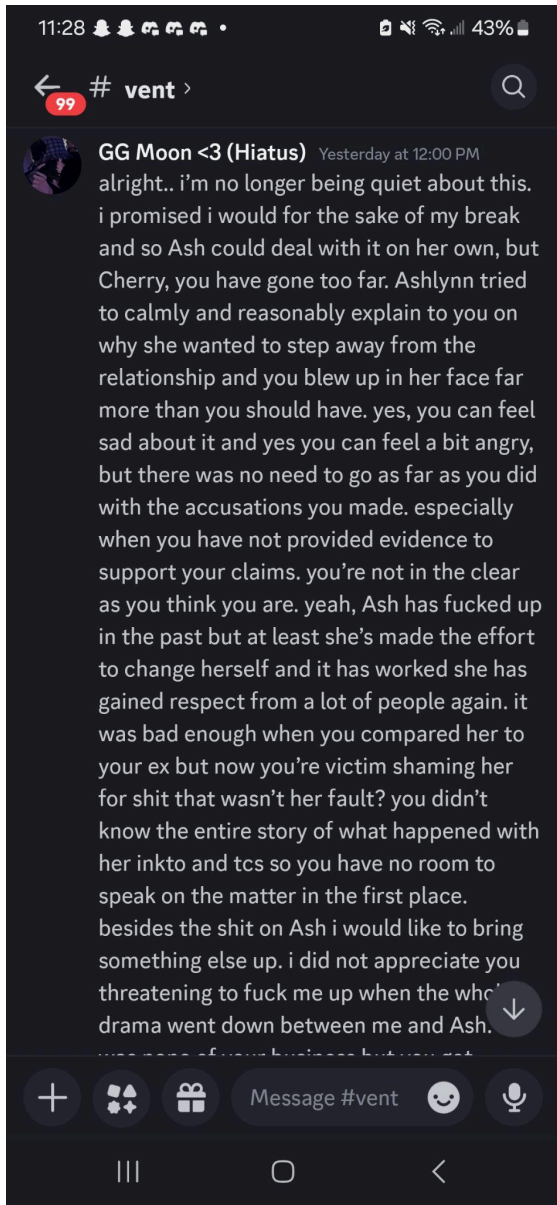 11:28
43%
99
# vent >
GG Moon <3 (Hiatus) Yesterday at 12:00 PM
alright.. i'm no longer being quiet about this.
i promised i would for the sake of my break
and so Ash could deal with it on her own, but
Cherry, you have gone too far. Ashlynn tried
to calmly and reasonably explain to you on
why she wanted to step away from the
relationship and you blew up in her face far
more than you should have. yes, you can feel
sad about it and yes you can feel a bit angry,
but there was no need to go as far as you did
with the accusations you made. especially
when you have not provided evidence to
support your claims. you're not in the clear
as you think you are. yeah, Ash has fucked up
in the past but at least she's made the effort
to change herself and it has worked she has
gained respect from a lot of people again. it
was bad enough when you compared her to
your ex but now you're victim shaming her
for shit that wasn't her fault? you didn't
know the entire story of what happened with
her inkto and tcs so you have no room to
speak on the matter in the first place.
besides the shit on Ash i would like to bring
something else up. i did not appreciate you
threatening to fuck me up when the
drama went down between me and Ash.
Message #vent